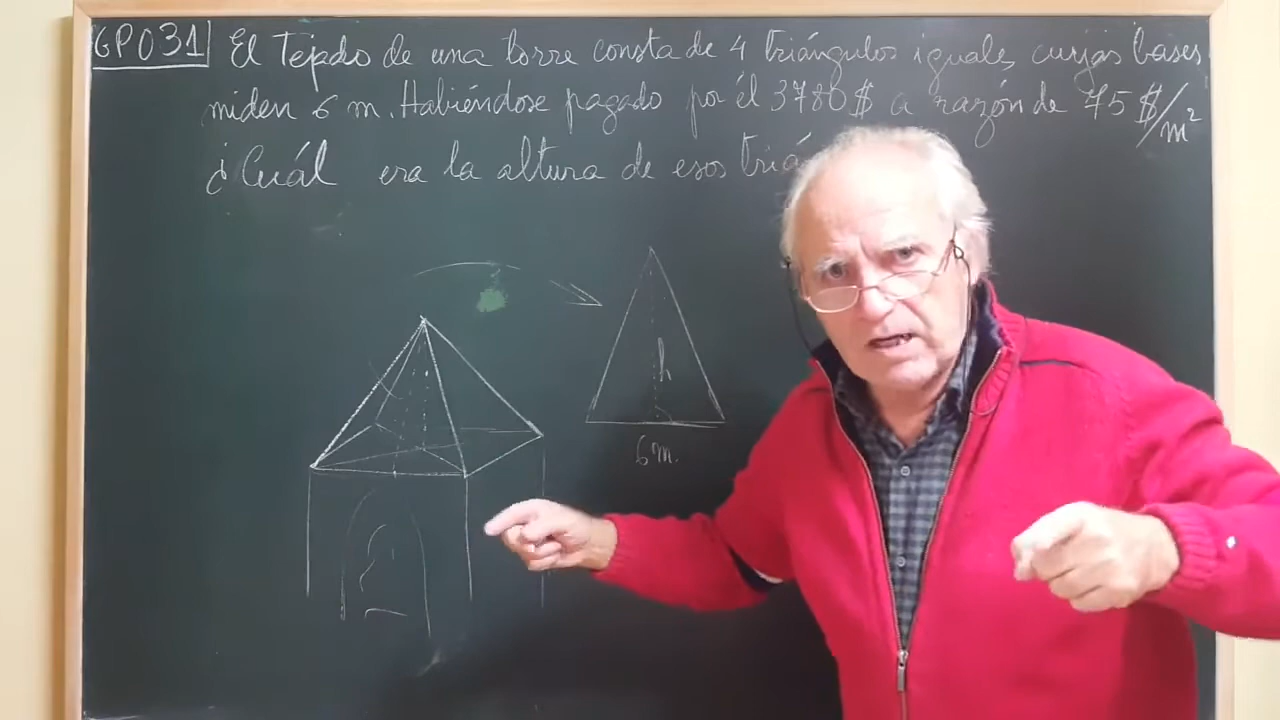 GP031 El Tejado de una torre consta de 4 triángulos iguales, cuyas bases
miden 6 m. Habiéndose pagado por él 3780$ a razón de 75 $/m²
¿Cuál era la altura de esos
h
6 m.